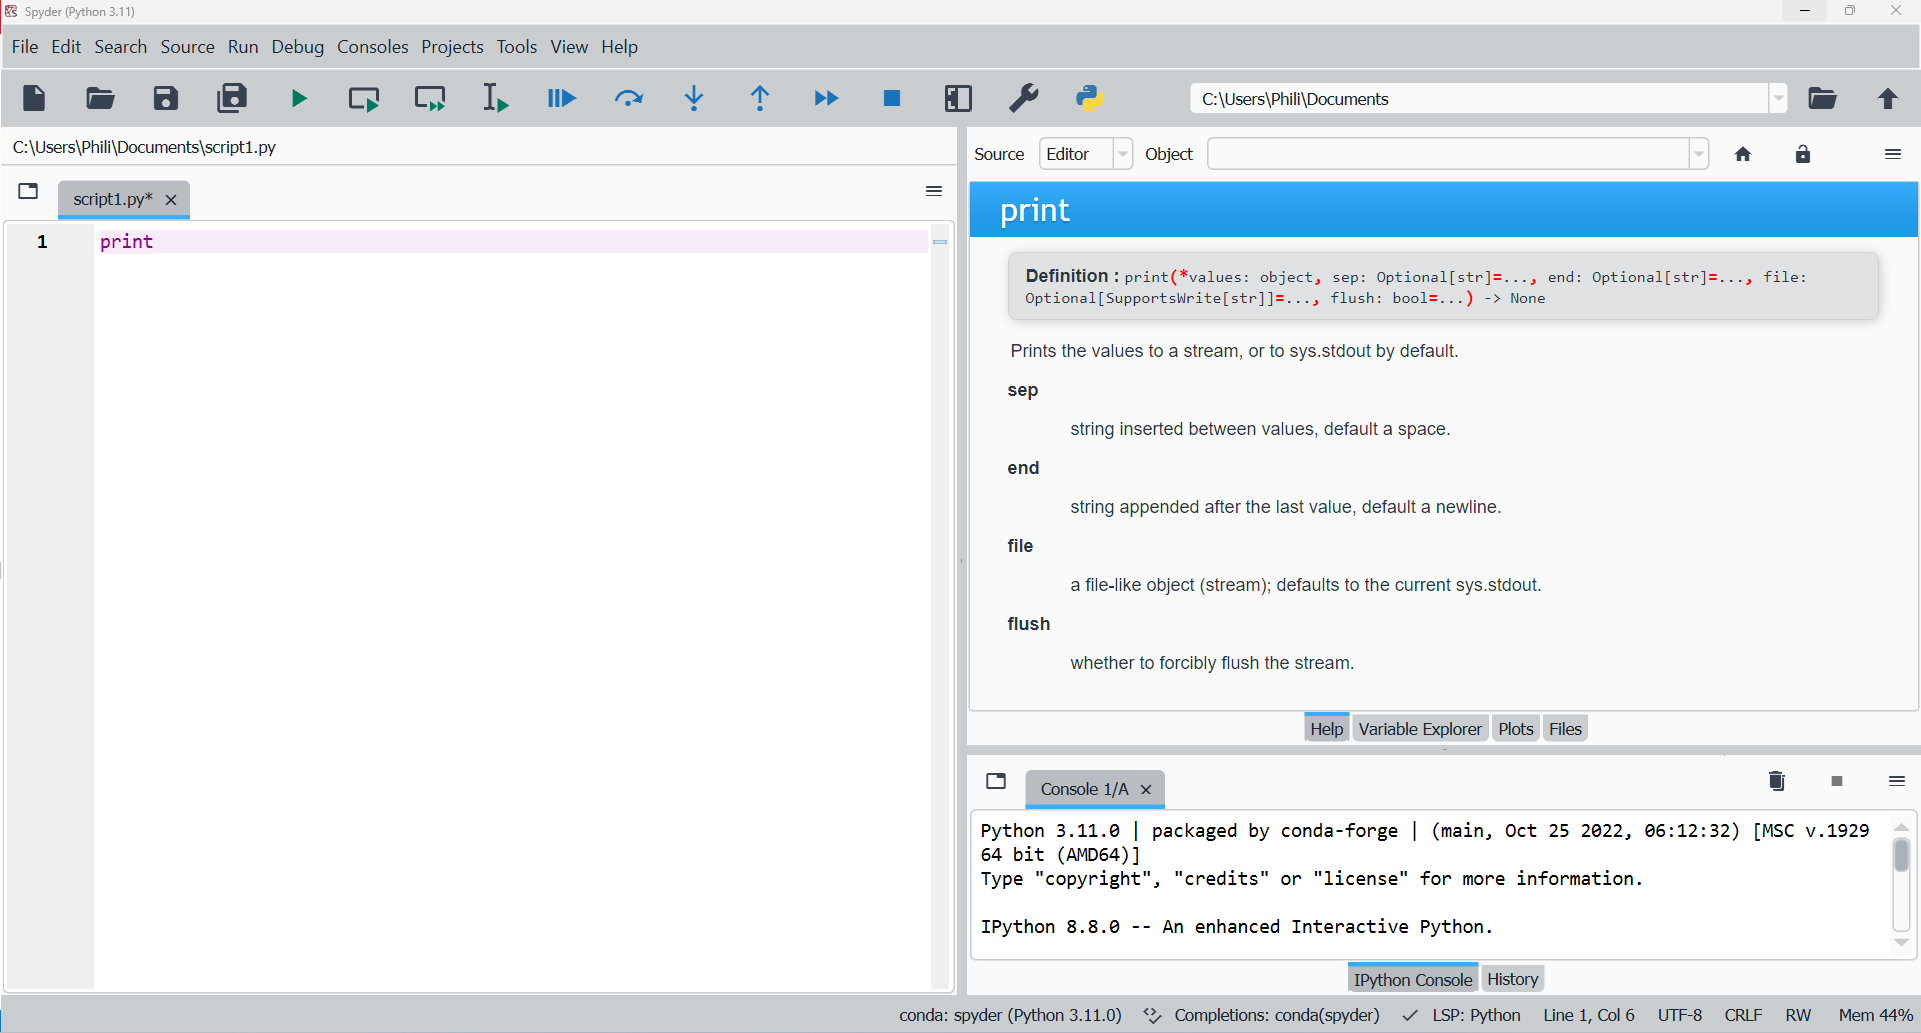 Spyder (Python 3.11)
File Edit Search Source Run Debug Consoles Projects Tools View Help
C:\Users\Phili\Documents
C:\Users\Phili\Documents\script1.py
script1.py*
1 print
Source Editor Object
print
Definition : print(*values: object, sep: Optional[str]=..., end: Optional[str]=..., file:
Optional[SupportsWrite[str]]=..., flush: bool=...) -> None
Prints the values to a stream, or to sys.stdout by default.
sep
string inserted between values, default a space.
end
string appended after the last value, default a newline.
file
a file-like object (stream); defaults to the current sys.stdout.
flush
whether to forcibly flush the stream.
Help Variable Explorer Plots Files
Console 1/A
Python 3.11.0 | packaged by conda-forge | (main, Oct 25 2022, 06:12:32) [MSC v.1929
64 bit (AMD64)]
Type "copyright", "credits" or "license" for more information.
IPython 8.8.0 -- An enhanced Interactive Python.
IPython Console History
conda: spyder (Python 3.11.0) Completions: conda(spyder) LSP: Python Line 1, Col 6 UTF-8 CRLF RW Mem 44%